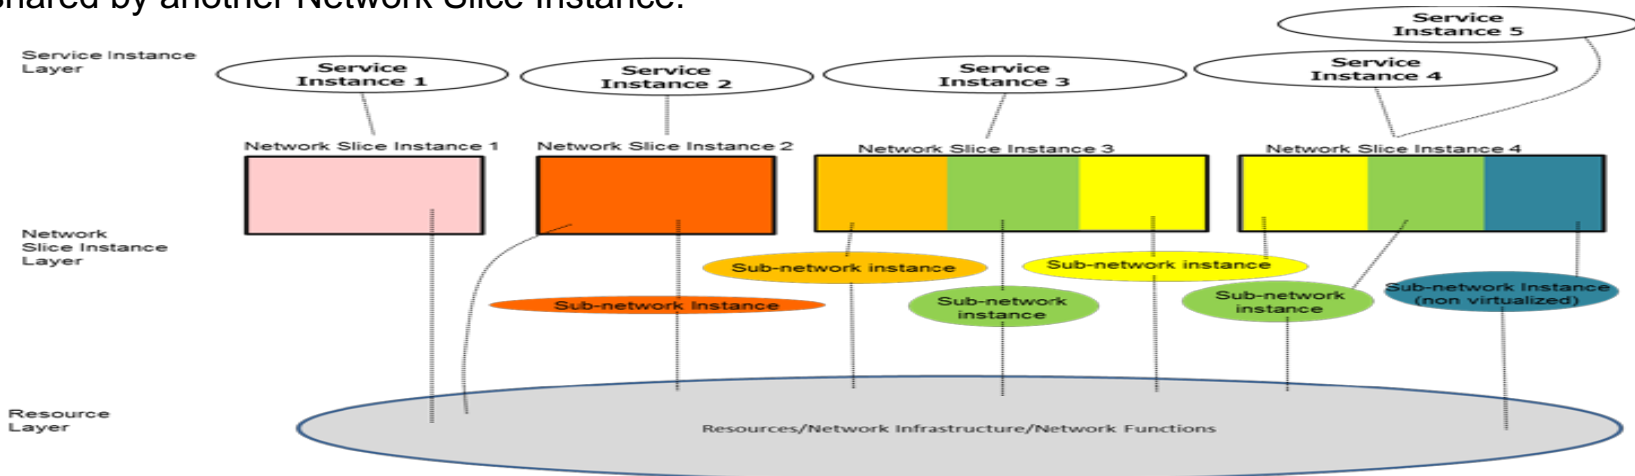 shared by another Network Slice Instance.
Service
Instance 5
Service Instance
Layer
Service
Instance 1
Service
Instance 2
Service
Instance 3
Service
Instance 4
Network Slice Instance 1
Network Slice Instance 2
Network Slice Instance 3
Network Slice Instance 4
Network
Slice Instance
Layer
Sub-network instance
Sub-network instance
Sub-network Instance
Sub-network
instance
Sub-network
instance
Sub-network Instance
(non virtualized)
Resource
Layer
Resources/Network Infrastructure/Network Functions